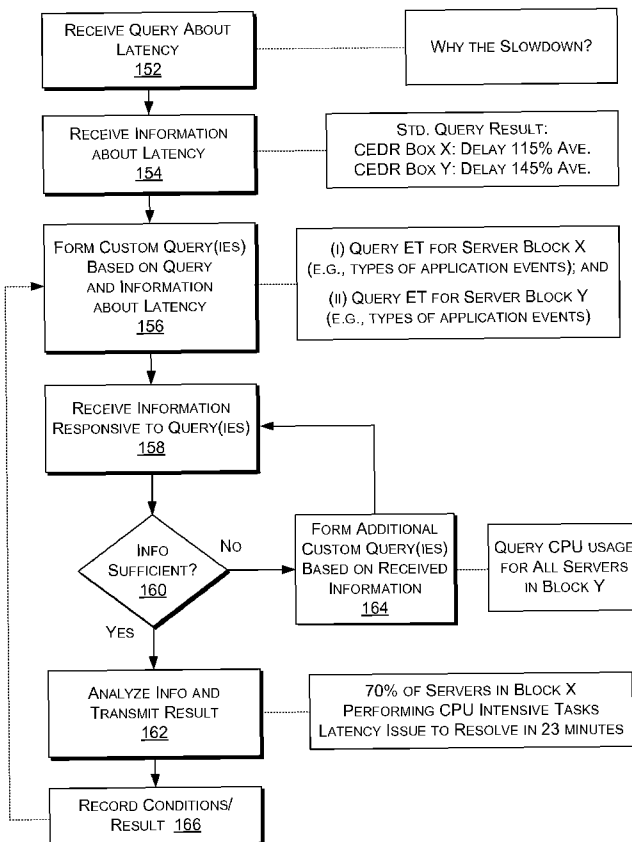 RECEIVE QUERY ABOUT
LATENCY
152
WHY THE SLOWDOWN?
RECEIVE INFORMATION
ABOUT LATENCY
154
STD. QUERY RESULT:
CEDR BOX X: DELAY 115% AVE.
CEDR BOX Y: DELAY 145% AVE.
FORM CUSTOM QUERY(IES)
BASED ON QUERY
AND INFORMATION
ABOUT LATENCY
156
(I) QUERY ET FOR SERVER BLOCK X
(E.G., TYPES OF APPLICATION EVENTS); AND
(II) QUERY ET FOR SERVER BLOCK Y
(E.G., TYPES OF APPLICATION EVENTS)
RECEIVE INFORMATION
RESPONSIVE TO QUERY(IES)
158
INFO
SUFFICIENT?
160
NO
YES
FORM ADDITIONAL
CUSTOM QUERY(IES)
BASED ON RECEIVED
INFORMATION
164
QUERY CPU USAGE
FOR ALL SERVERS
IN BLOCK Y
ANALYZE INFO AND
TRANSMIT RESULT
162
70% OF SERVERS IN BLOCK X
PERFORMING CPU INTENSIVE TASKS
LATENCY ISSUE TO RESOLVE IN 23 MINUTES
RECORD CONDITIONS/
RESULT 166